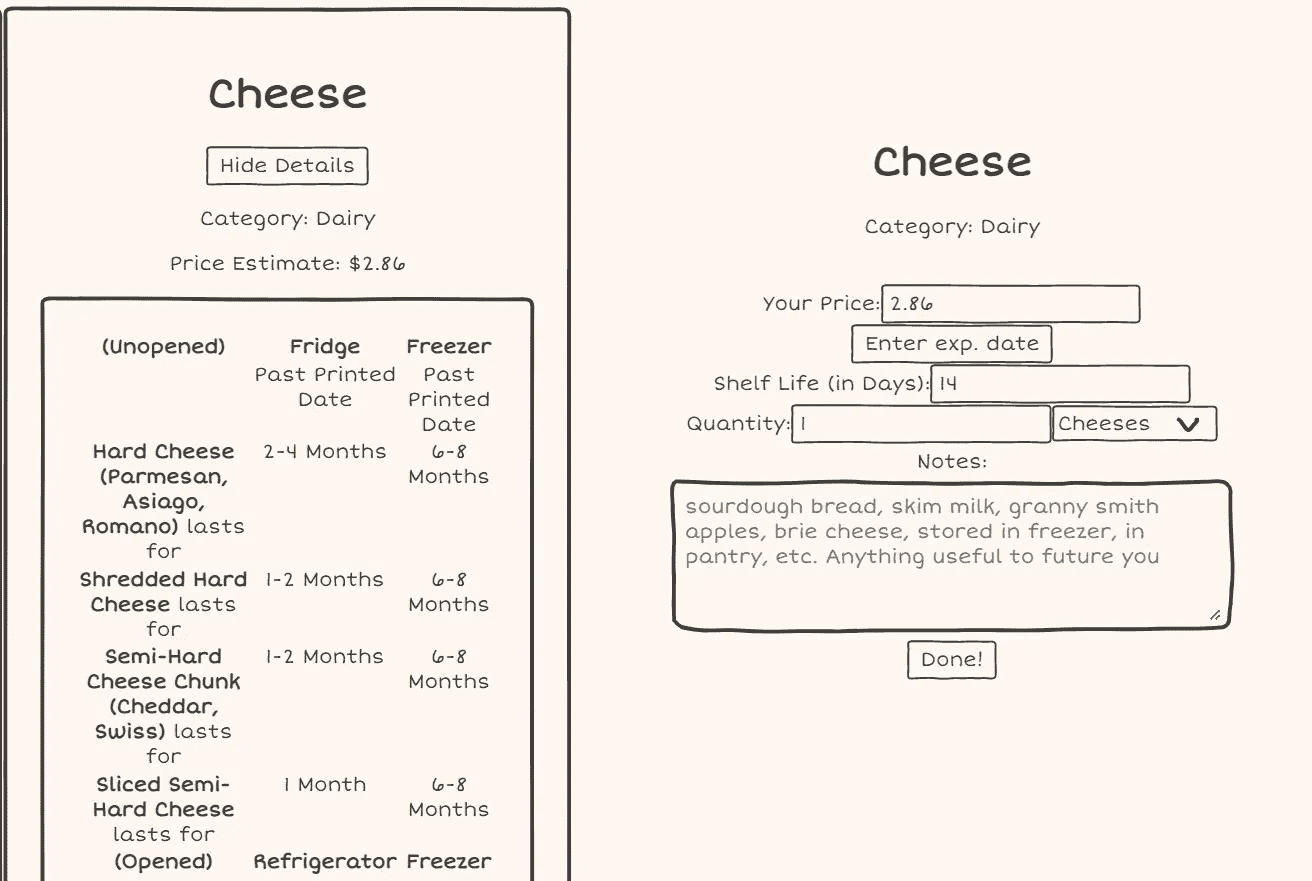 Cheese
Hide Details
Category: Dairy
Price Estimate: $2.86
(Unopened) Fridge Freezer
Past Printed Past
Date Printed
Date
Hard Cheese 2-4 Months 6-8
(Parmesan, Months
Asiago,
Romano) lasts
for
Shredded Hard 1-2 Months 6-8
Cheese lasts Months
for
Semi-Hard 1-2 Months 6-8
Cheese Chunk Months
(Cheddar,
Swiss) lasts
for
Sliced Semi- 1 Month 6-8
Hard Cheese Months
lasts for
(Opened) Refrigerator Freezer
Cheese
Category: Dairy
Your Price: 2.86
Enter exp. date
Shelf Life (in Days): 14
Quantity: 1 Cheeses
Notes:
sourdough bread, skim milk, granny smith
apples, brie cheese, stored in freezer, in
pantry, etc. Anything useful to future you
Done!